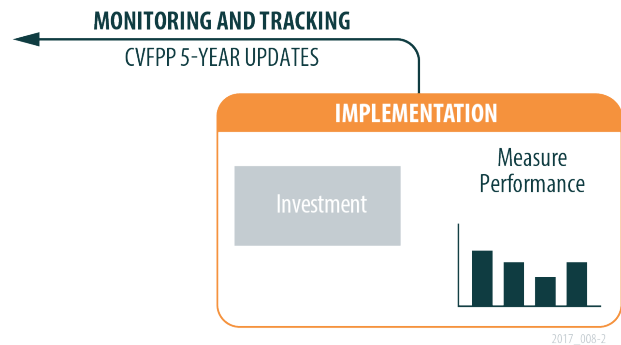 MONITORING AND TRACKING
CVFPP 5-YEAR UPDATES
IMPLEMENTATION
Measure
Performance
Investment
2017_008-2